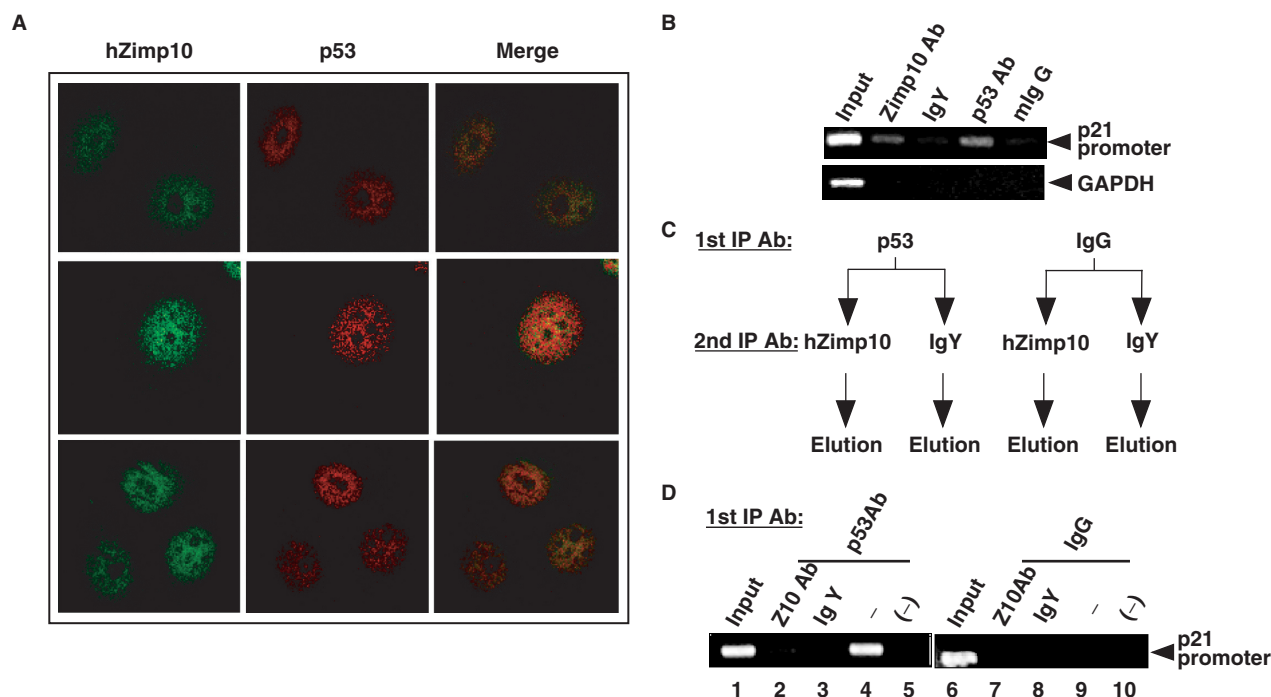 A
hZimp10 p53 Merge
B
Input Zimp10 Ab IgY p53 Ab mIg G
p21
promoter
GAPDH
C
1st IP Ab: p53 IgG
2nd IP Ab: hZimp10 IgY hZimp10 IgY
Elution Elution Elution Elution
D
1st IP Ab:
p53Ab IgG
Input Z10 Ab Ig Y – (–) Input Z10Ab IgY – (–)
p21
promoter
1 2 3 4 5 6 7 8 9 10